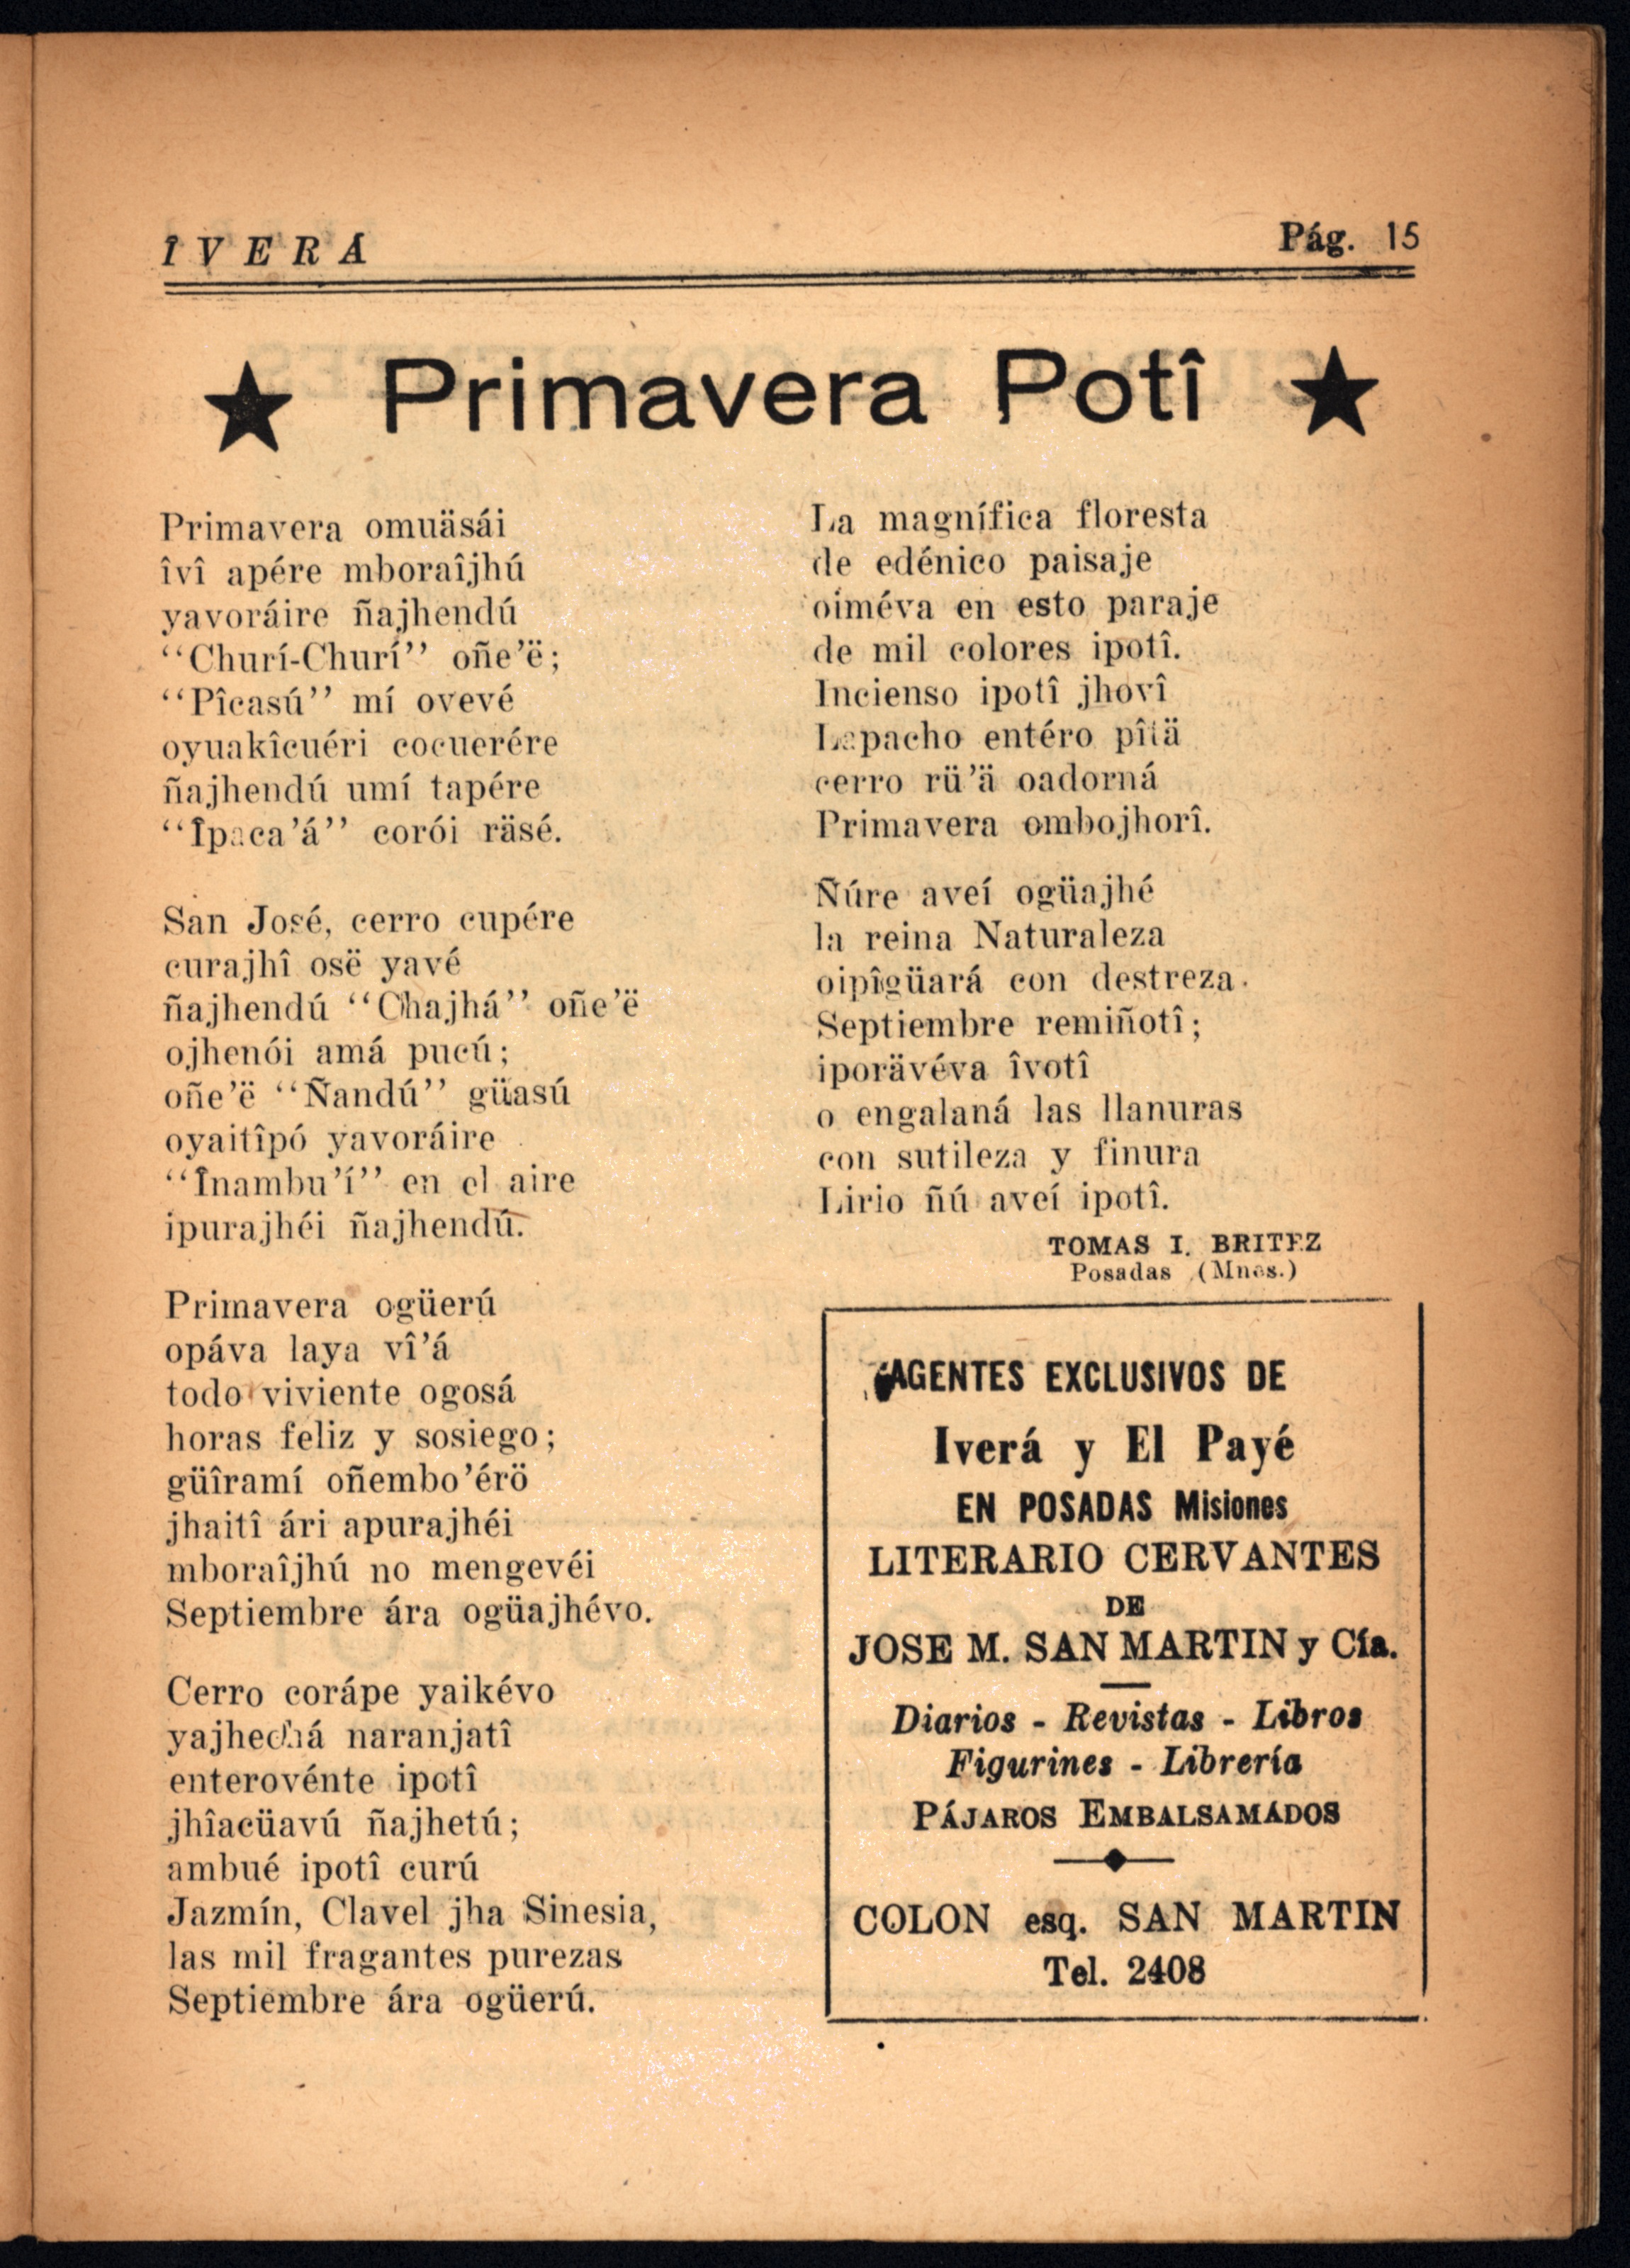 ÎVERÁ
Pág. 15
Primavera Potî
Primavera omuäsái
îvî apére mboraîjhú
yavoráire ñajhendú
“Churí-Churí” oñe’ë;
“Pîcasú” mí ovevé
oyuakîcuéri cocuerére
ñajhendú umí tapére
“Îpaca’á” corói räsé.
San José, cerro cupére
curajhî osë yavé
ñajhendú “Chajhá” oñe’ë
ojhenói amá pucú;
oñe’ë “Ñandú” güasú
oyaitîpó yavoráire
“Înambu’í” en el aire
ipurajhéi ñajhendú.
Primavera ogüerú
opáva laya vî’á
todo viviente ogosá
horas feliz y sosiego;
güîramí oñembo’érö
jhaitî ári apurajhéi
mboraîjhú no mengevéi
Septiembre ára ogüajhévo.
Cerro corápe yaikévo
yajhechá naranjatî
enterovénte ipotî
jhîacüavú ñajhetú;
ambué ipotî curú
Jazmín, Clavel jha Sinesia,
las mil fragantes purezas
Septiembre ára ogüerú.
La magnífica floresta
de edénico paisaje
oiméva en esto paraje
de mil colores ipotî.
Incienso ipotî jhovî
Lapacho entéro pîtä
cerro rü’ä oadorná
Primavera ombojhorî.
Ñúre aveí ogüajhé
la reina Naturaleza
oipîgüará con destreza.
Septiembre remiñotî;
iporävéva îvotî
o engalaná las llanuras
con sutileza y finura
Lirio ñú aveí ipotî.
TOMAS I. BRITEZ
Posadas (Mnes.)
AGENTES EXCLUSIVOS DE
Iverá y El Payé
EN POSADAS Misiones
LITERARIO CERVANTES
DE
JOSE M. SAN MARTIN y Cía.
Diarios - Revistas - Libros
Figurines - Librería
PÁJAROS EMBALSAMADOS
COLON esq. SAN MARTIN
Tel. 2408